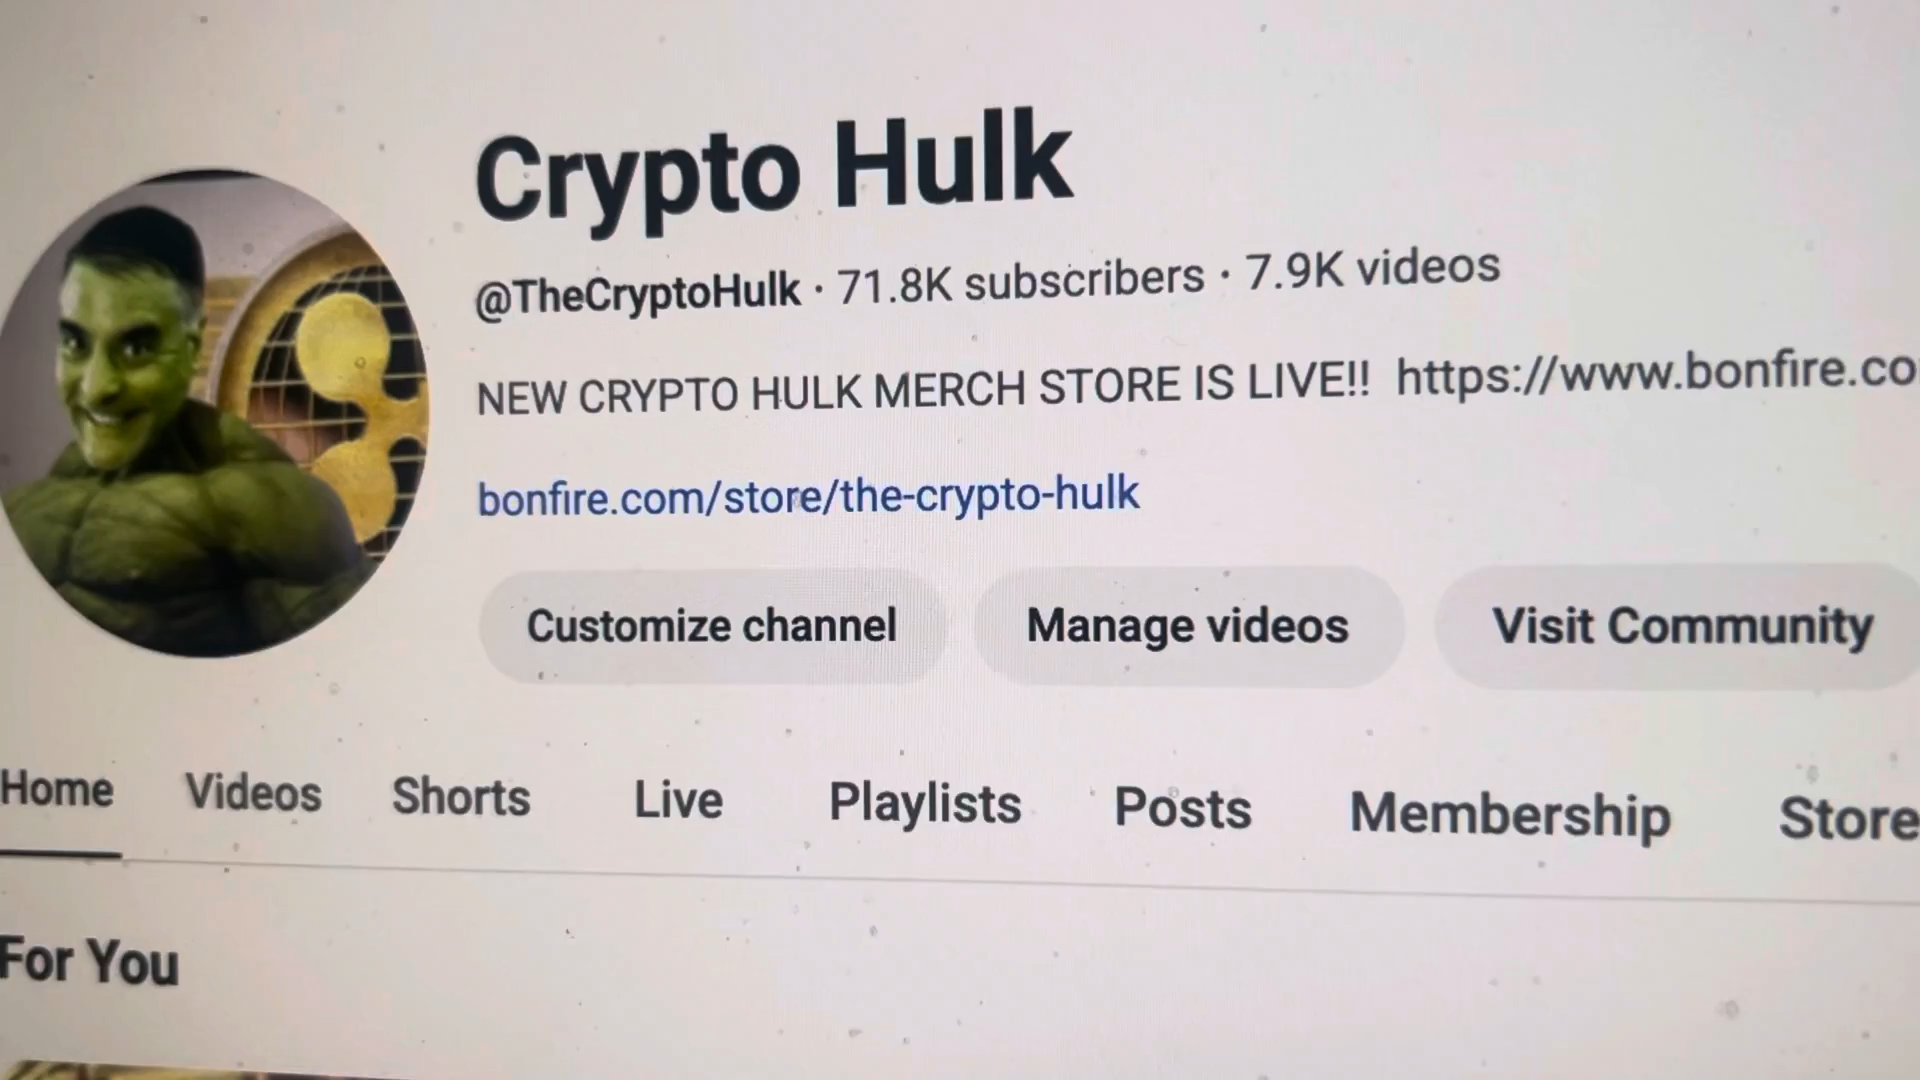 Crypto Hulk
@TheCryptoHulk · 71.8K subscribers · 7.9K videos
NEW CRYPTO HULK MERCH STORE IS LIVE!! https://www.bonfire.co
bonfire.com/store/the-crypto-hulk
Customize channel Manage videos Visit Community
Home Videos Shorts Live Playlists Posts Membership Store
For You